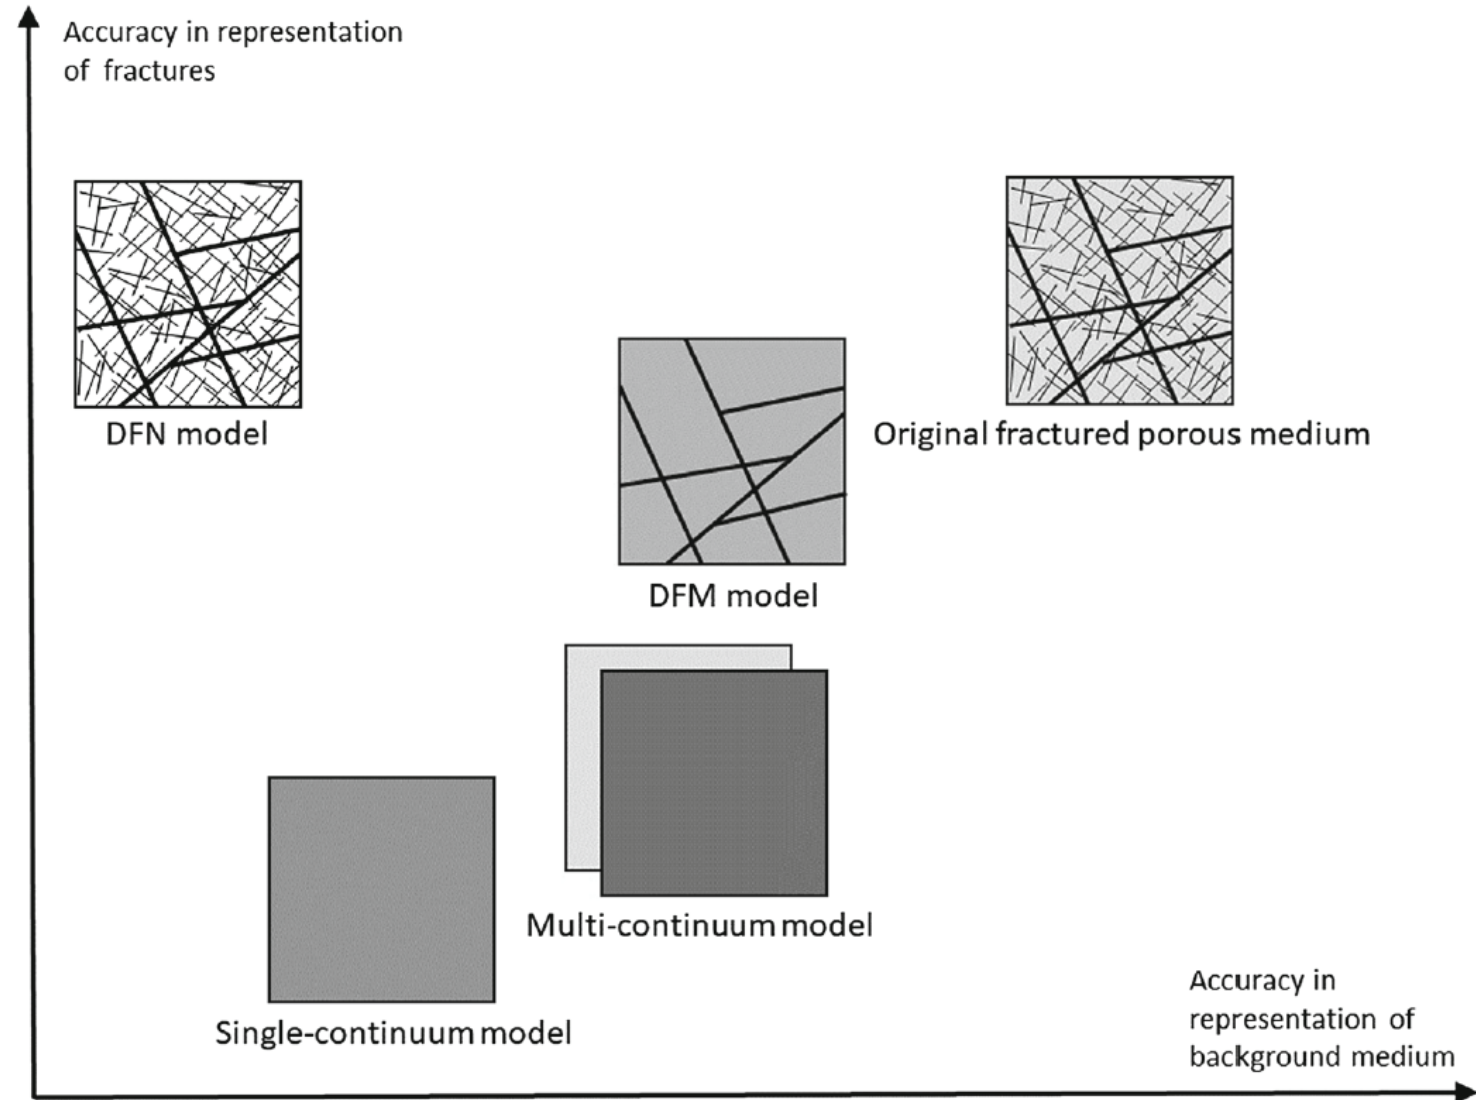 Accuracy in representation
of fractures
DFN model
Original fractured porous medium
DFM model
Multi-continuum model
Single-continuum model
Accuracy in
representation of
background medium